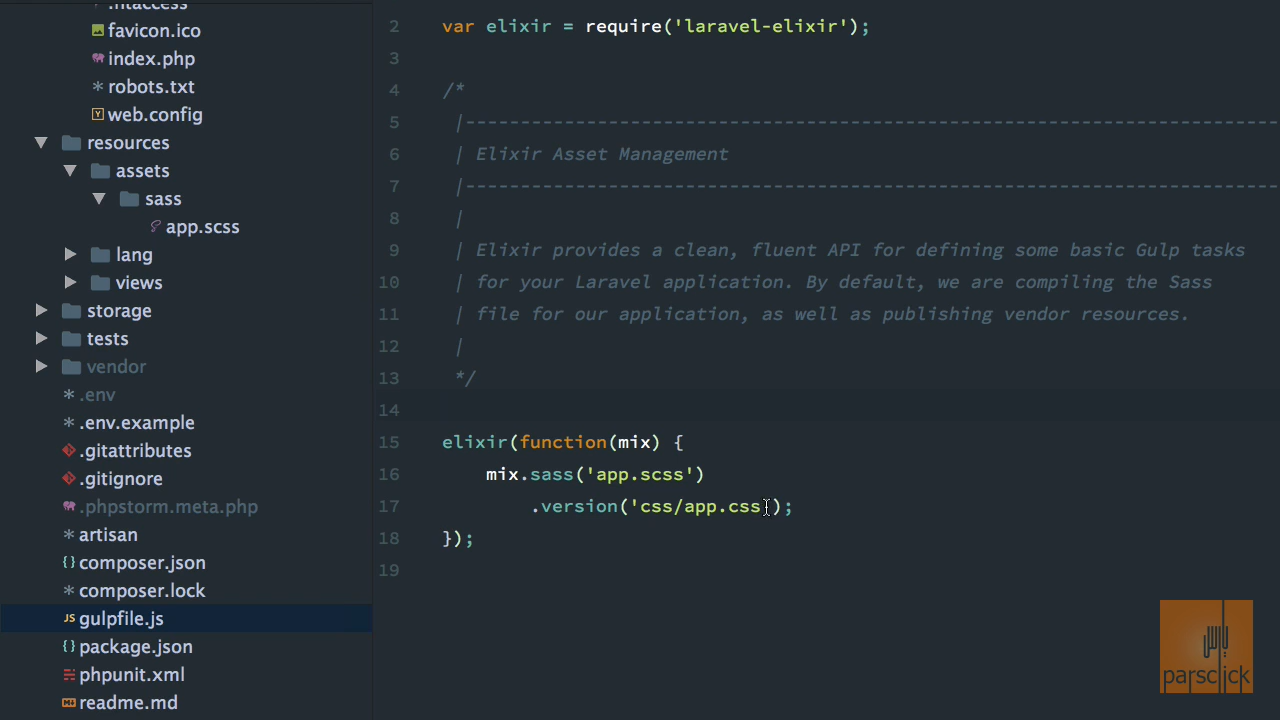 .htaccess
favicon.ico
index.php
robots.txt
web.config
resources
assets
sass
app.scss
lang
views
storage
tests
vendor
.env
.env.example
.gitattributes
.gitignore
.phpstorm.meta.php
artisan
composer.json
composer.lock
JS gulpfile.js
package.json
phpunit.xml
readme.md
2 var elixir = require('laravel-elixir');
3
4 /*
5 |--------------------------------------------------------------------------
6 | Elixir Asset Management
7 |--------------------------------------------------------------------------
8 |
9 | Elixir provides a clean, fluent API for defining some basic Gulp tasks
10 | for your Laravel application. By default, we are compiling the Sass
11 | file for our application, as well as publishing vendor resources.
12 |
13 */
14
15 elixir(function(mix) {
16 mix.sass('app.scss')
17 .version('css/app.css');
18 });
19
parsclick